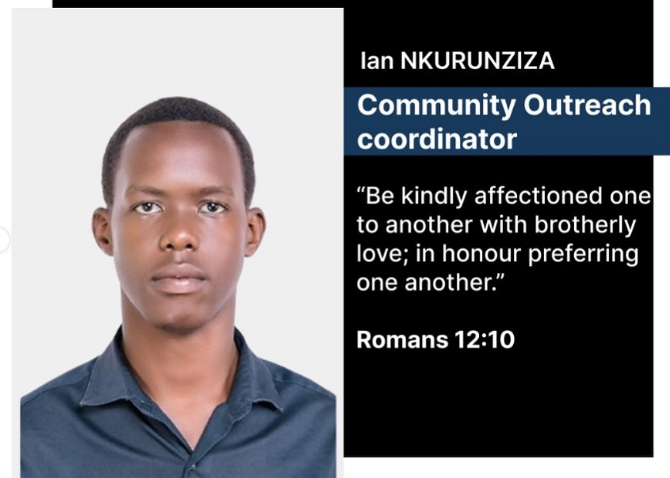 Ian NKURUNZIZA
Community Outreach
coordinator
“Be kindly affectioned one
to another with brotherly
love; in honour preferring
one another.”
Romans 12:10